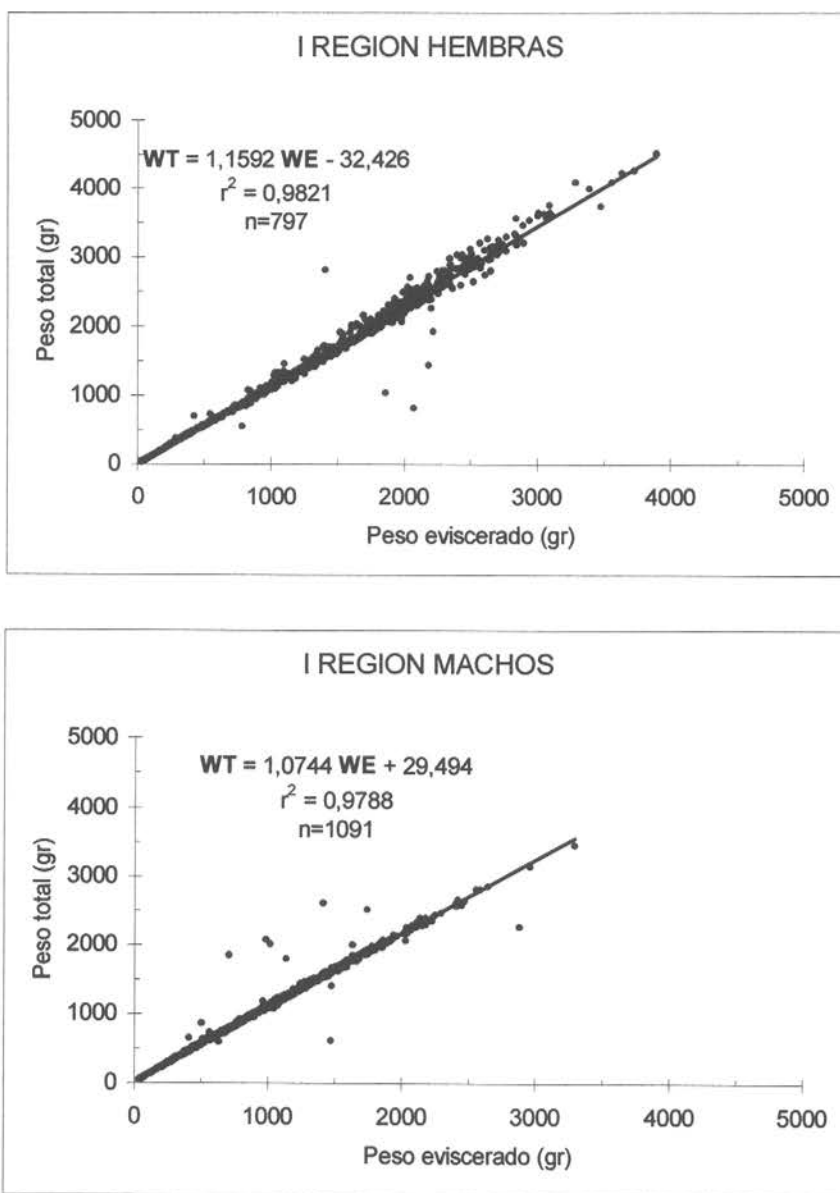 I REGION HEMBRAS
WT = 1,1592 WE - 32,426
r² = 0,9821
n=797
Peso total (gr)
5000
4000
3000
2000
1000
0
0 1000 2000 3000 4000 5000
Peso eviscerado (gr)
I REGION MACHOS
WT = 1,0744 WE + 29,494
r² = 0,9788
n=1091
Peso total (gr)
5000
4000
3000
2000
1000
0
0 1000 2000 3000 4000 5000
Peso eviscerado (gr)